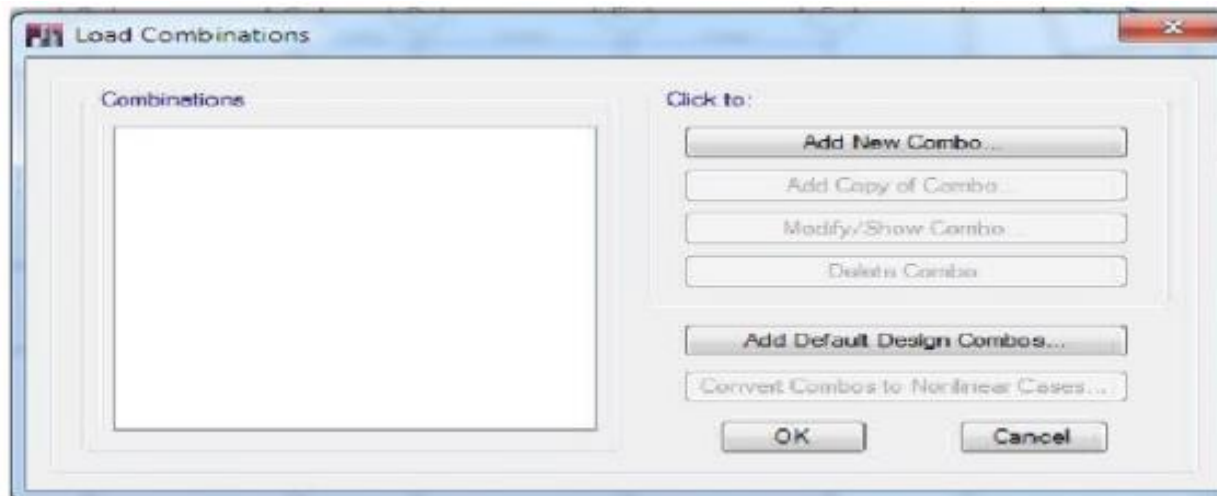 Load Combinations
Combinations
Click to:
Add New Combo...
Add Copy of Combo...
Modify/Show Combo...
Delete Combo
Add Default Design Combos...
Convert Combos to Nonlinear Cases...
OK
Cancel